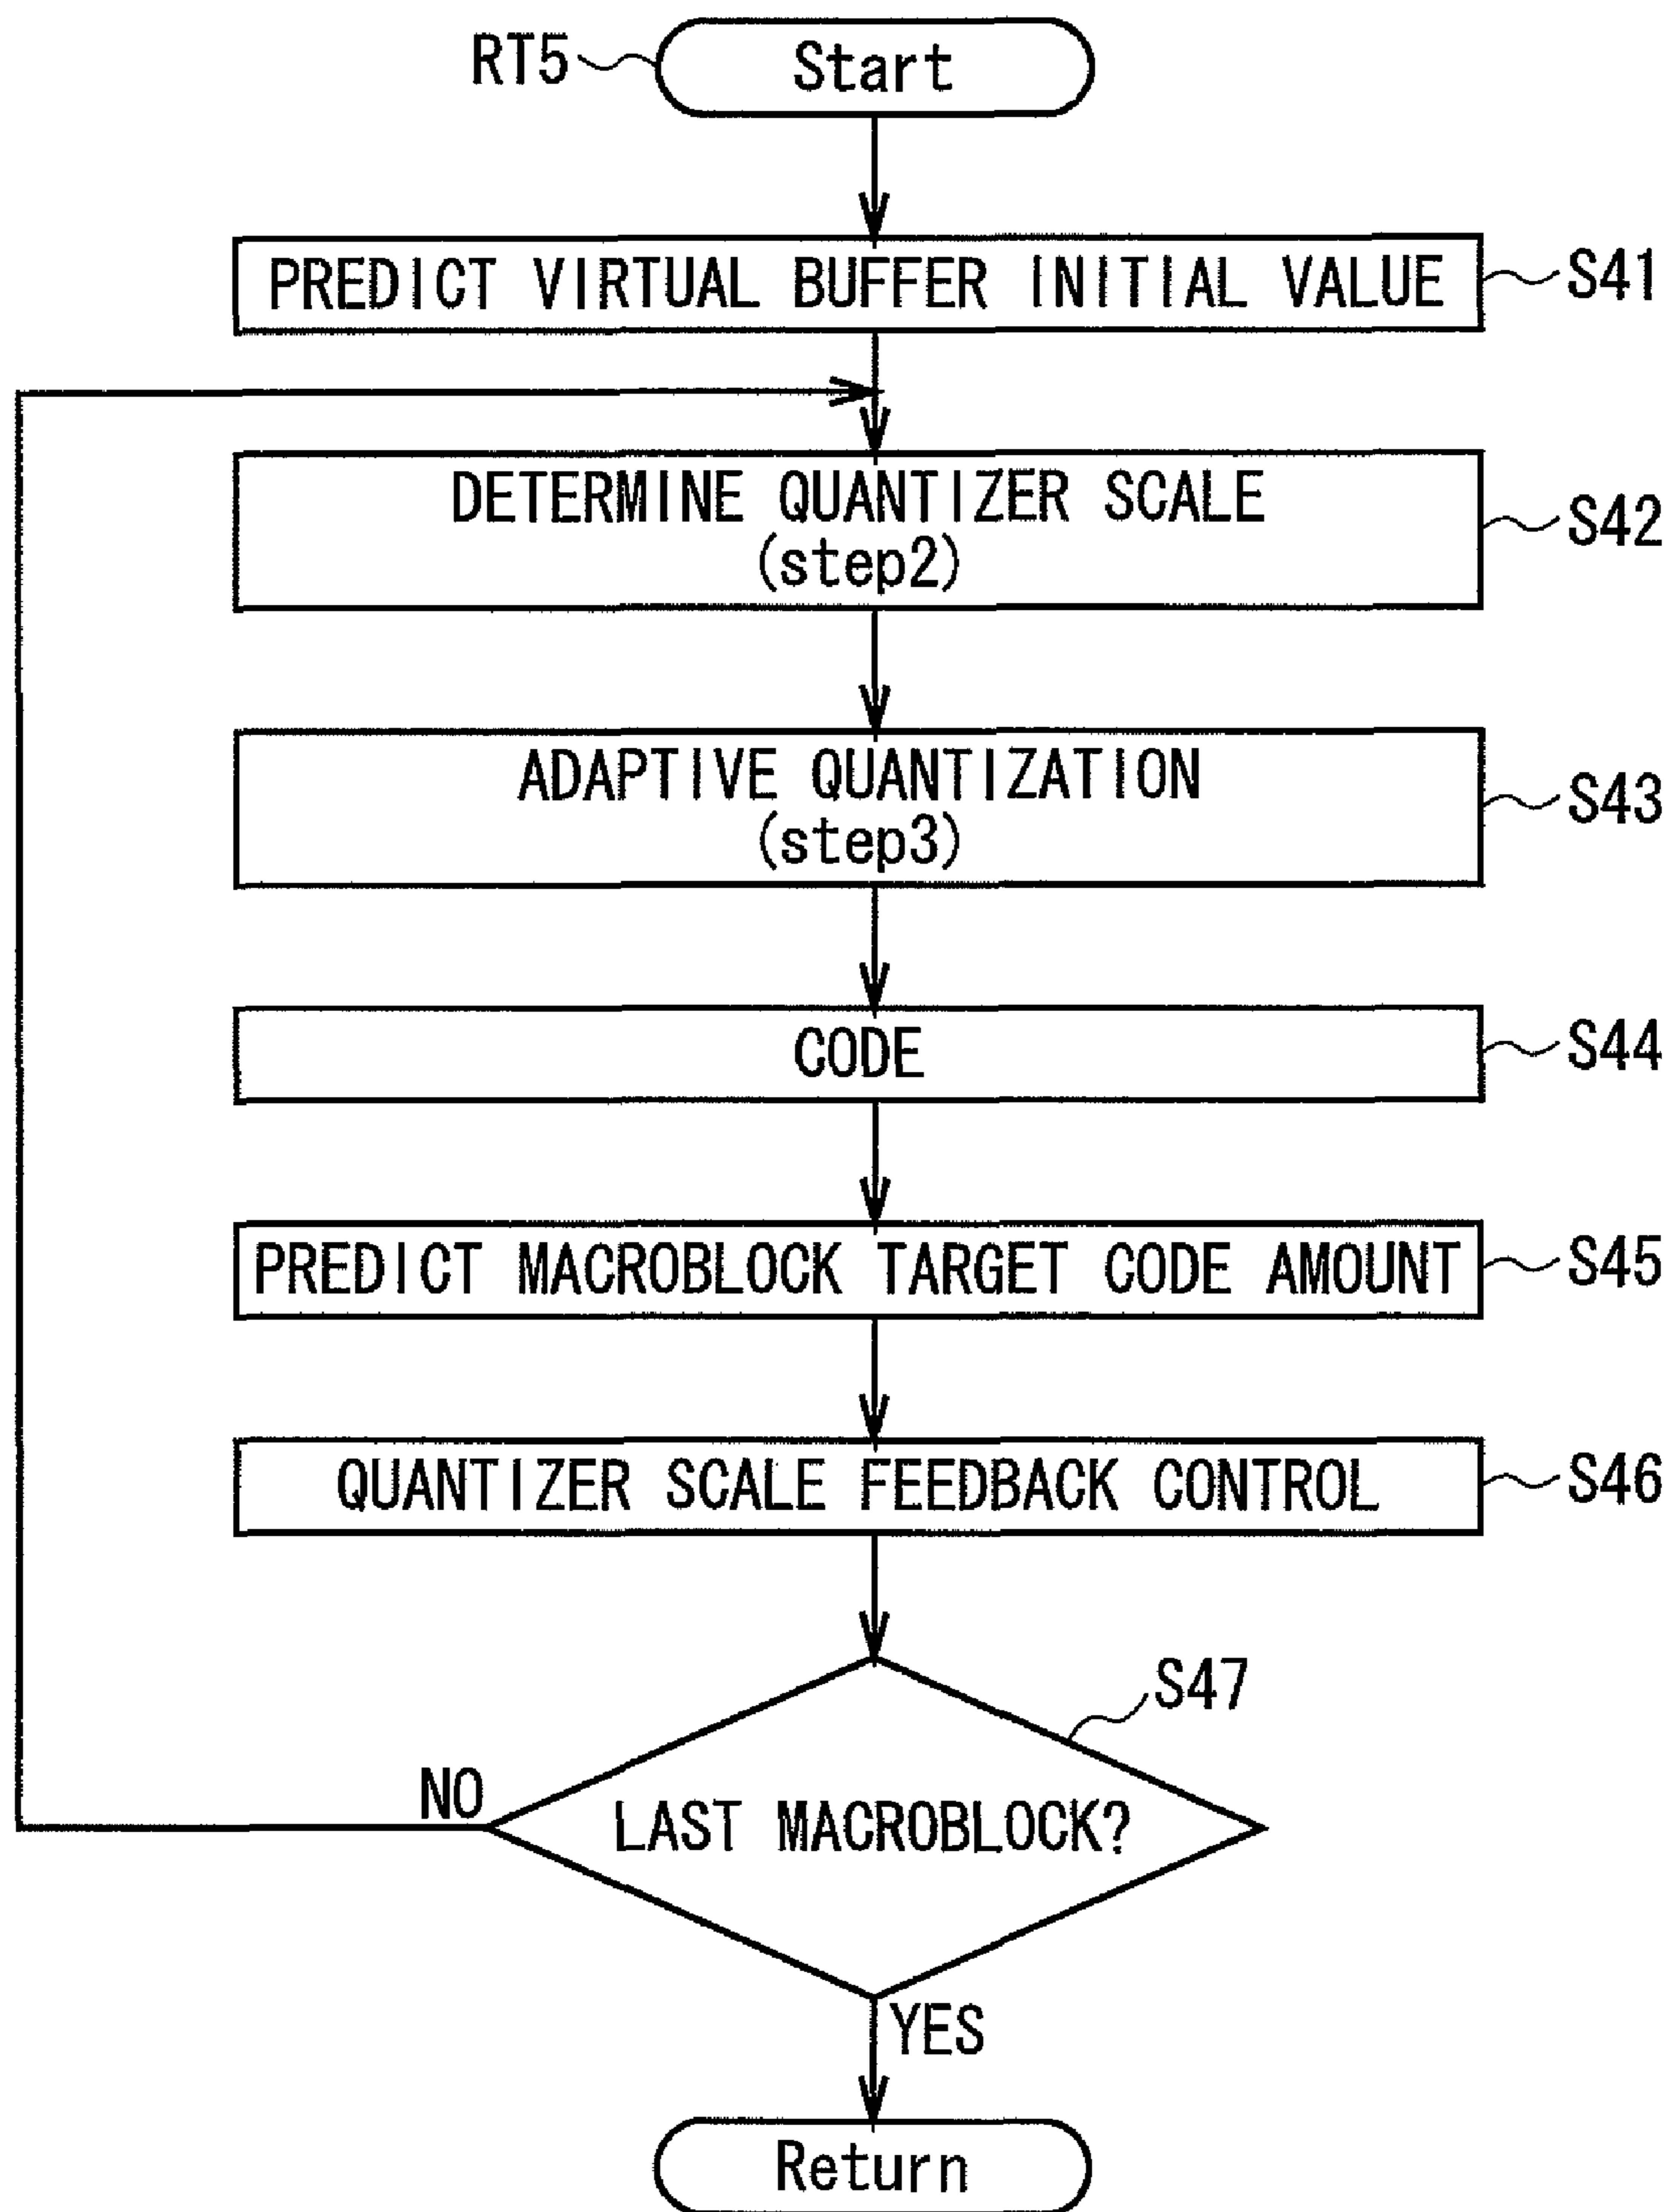 RT5
Start
PREDICT VIRTUAL BUFFER INITIAL VALUE
S41
DETERMINE QUANTIZER SCALE
(step2)
S42
ADAPTIVE QUANTIZATION
(step3)
S43
CODE
S44
PREDICT MACROBLOCK TARGET CODE AMOUNT
S45
QUANTIZER SCALE FEEDBACK CONTROL
S46
S47
NO
LAST MACROBLOCK?
YES
Return